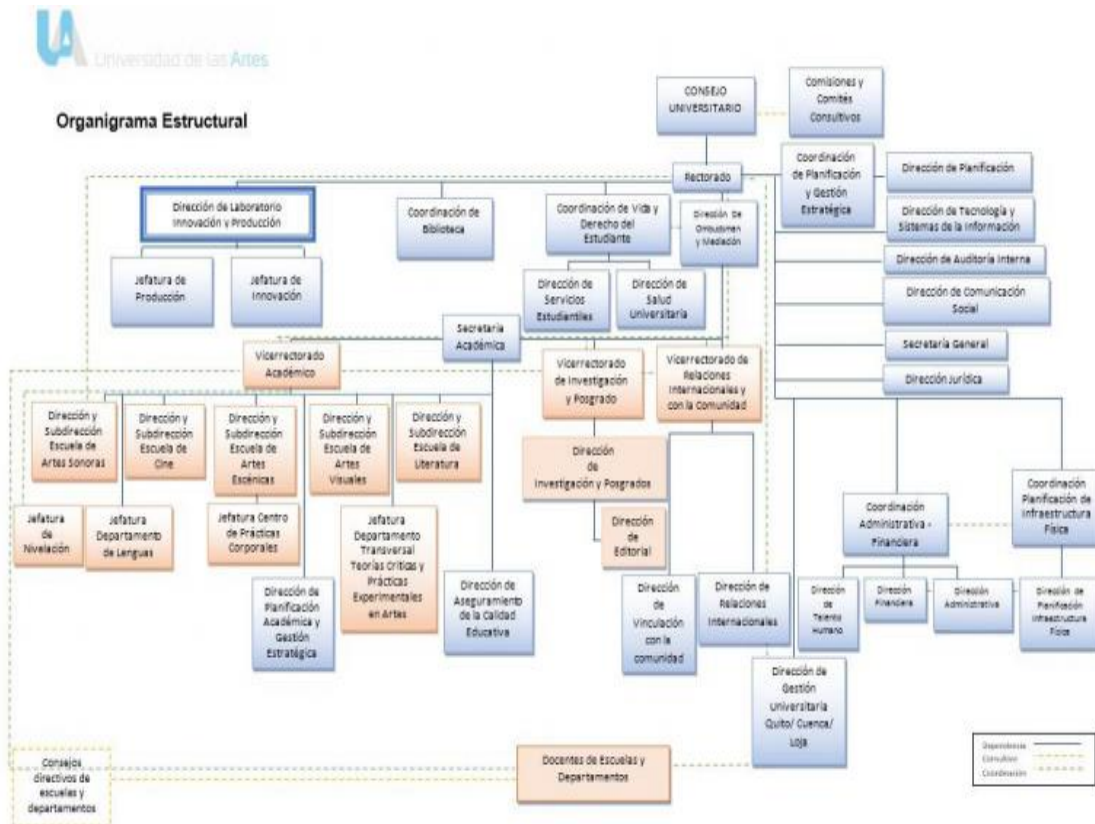 UA Universidad de las Artes
Organigrama Estructural
CONSEJO
UNIVERSITARIO
Comisiones y
Comités
Consultivos
Rectorado
Coordinación
de Planificación
y Gestión
Estratégica
Dirección de Planificación
Dirección de Tecnología y
Sistemas de la Información
Dirección de Auditoría Interna
Dirección de Comunicación
Social
Secretaría General
Dirección Jurídica
Dirección de Laboratorio
Innovación y Producción
Coordinación de
Biblioteca
Coordinación de Vida y
Derecho del
Estudiante
Dirección De
Ombudsmen
y Mediación
Jefatura de
Producción
Jefatura de
Innovación
Dirección de
Servicios
Estudiantiles
Dirección de
Salud
Universitaria
Secretaría
Académica
Vicerrectorado
Académico
Vicerrectorado
de Investigación
y Posgrado
Vicerrectorado de
Relaciones
Internacionales y
con la Comunidad
Dirección y
Subdirección
Escuela de
Artes Sonoras
Dirección y
Subdirección
Escuela de
Cine
Dirección y
Subdirección
Escuela de
Artes
Escénicas
Dirección y
Subdirección
Escuela de
Artes
Visuales
Dirección y
Subdirección
Escuela de
Literatura
Dirección
de
Investigación y Posgrados
Jefatura
de
Nivelación
Jefatura
Departamento
de Lenguas
Jefatura Centro
de Prácticas
Corporales
Jefatura
Departamento
Transversal
Teorías Críticas y
Prácticas
Experimentales
en Artes
Dirección
de
Editorial
Coordinación
Administrativa -
Financiera
Coordinación
Planificación de
Infraestructura
Física
Dirección de
Planificación
Académica y
Gestión
Estratégica
Dirección de
Aseguramiento
de la Calidad
Educativa
Dirección
de
Vinculación
con la
comunidad
Dirección de
Relaciones
Internacionales
Dirección
de
Talento
Humano
Dirección
Financiera
Dirección
Administrativa
Dirección de
Planificación
Infraestructura
Física
Dirección de
Gestión
Universitaria
Quito/ Cuenca/
Loja
Consejos
directivos de
escuelas y
departamentos
Docentes de Escuelas y
Departamentos
Dependencia
Consultivo
Coordinación